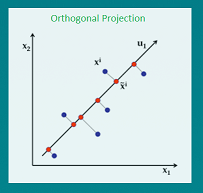 Orthogonal Projection
x₂
u₁
xⁱ
x̃ⁱ
x₁